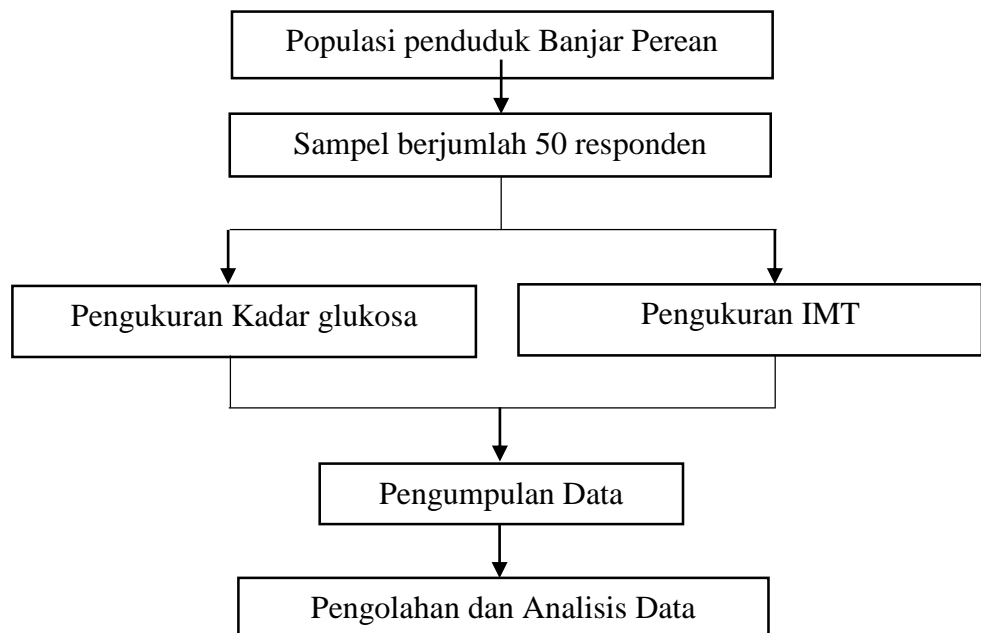 Populasi penduduk Banjar Perean
Sampel berjumlah 50 responden
Pengukuran Kadar glukosa
Pengukuran IMT
Pengumpulan Data
Pengolahan dan Analisis Data